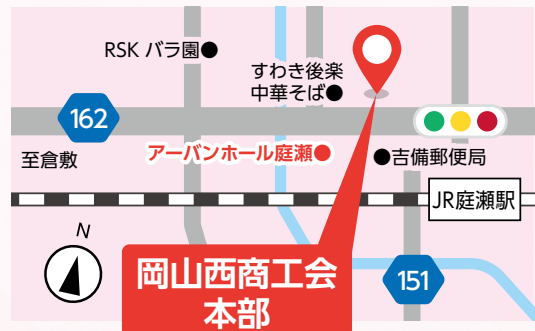 RSK バラ園●
すわき後楽
中華そば●
162
至倉敷
アーバンホール庭瀬●
●吉備郵便局
JR庭瀬駅
N
岡山西商工会
本部
151